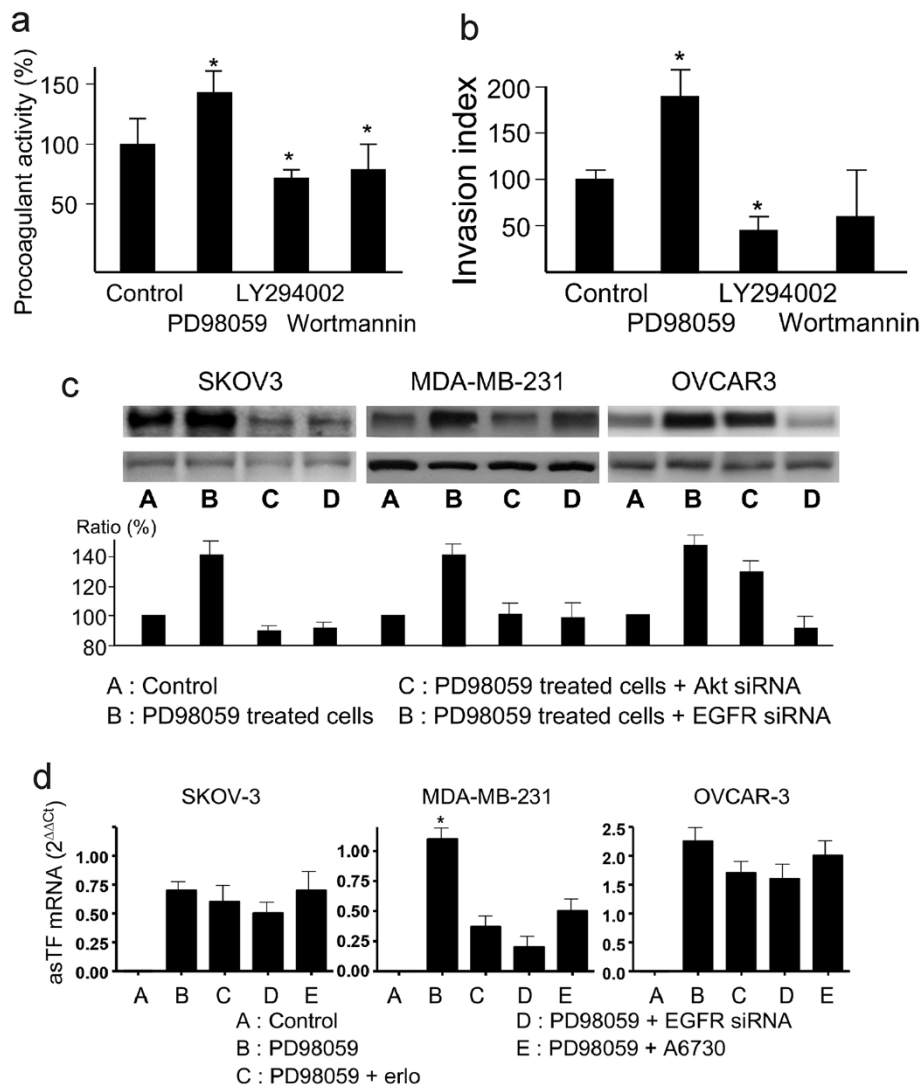 a
Procoagulant activity (%)
150
100
50
*
*
*
Control
LY294002
PD98059
Wortmannin
b
Invasion index
200
150
100
50
*
*
Control
LY294002
PD98059
Wortmannin
c
SKOV3
MDA-MB-231
OVCAR3
A B C D A B C D A B C D
Ratio (%)
140
100
80
A : Control
C : PD98059 treated cells + Akt siRNA
B : PD98059 treated cells
B : PD98059 treated cells + EGFR siRNA
d
SKOV-3
MDA-MB-231
OVCAR-3
asTF mRNA (2^ΔΔCt)
1.00
0.75
0.50
0.25
0.00
A B C D E
*
1.00
0.50
0.25
0.00
A B C D E
2.5
2.0
1.5
1.0
0.5
0.0
A B C D E
A : Control
D : PD98059 + EGFR siRNA
B : PD98059
E : PD98059 + A6730
C : PD98059 + erlo